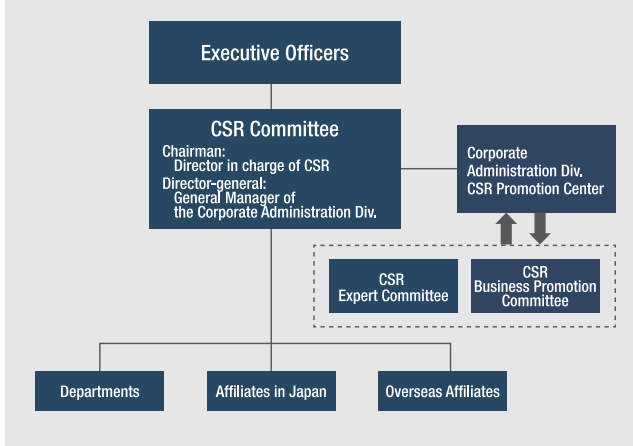 Executive Officers
CSR Committee
Chairman:
Director in charge of CSR
Director-general:
General Manager of
the Corporate Administration Div.
Corporate
Administration Div.
CSR Promotion Center
CSR
Expert Committee
CSR
Business Promotion
Committee
Departments
Affiliates in Japan
Overseas Affiliates